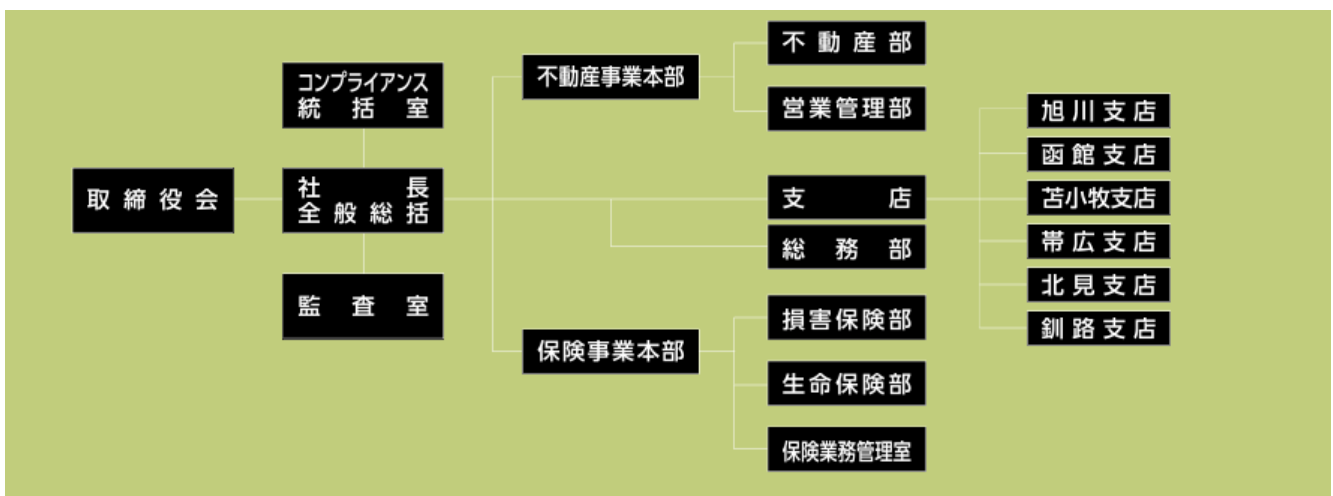 取締役会
コンプライアンス
統括室
社長
全般総括
監査室
不動産事業本部
保険事業本部
不動産部
営業管理部
支店
総務部
損害保険部
生命保険部
保険業務管理室
旭川支店
函館支店
苫小牧支店
帯広支店
北見支店
釧路支店